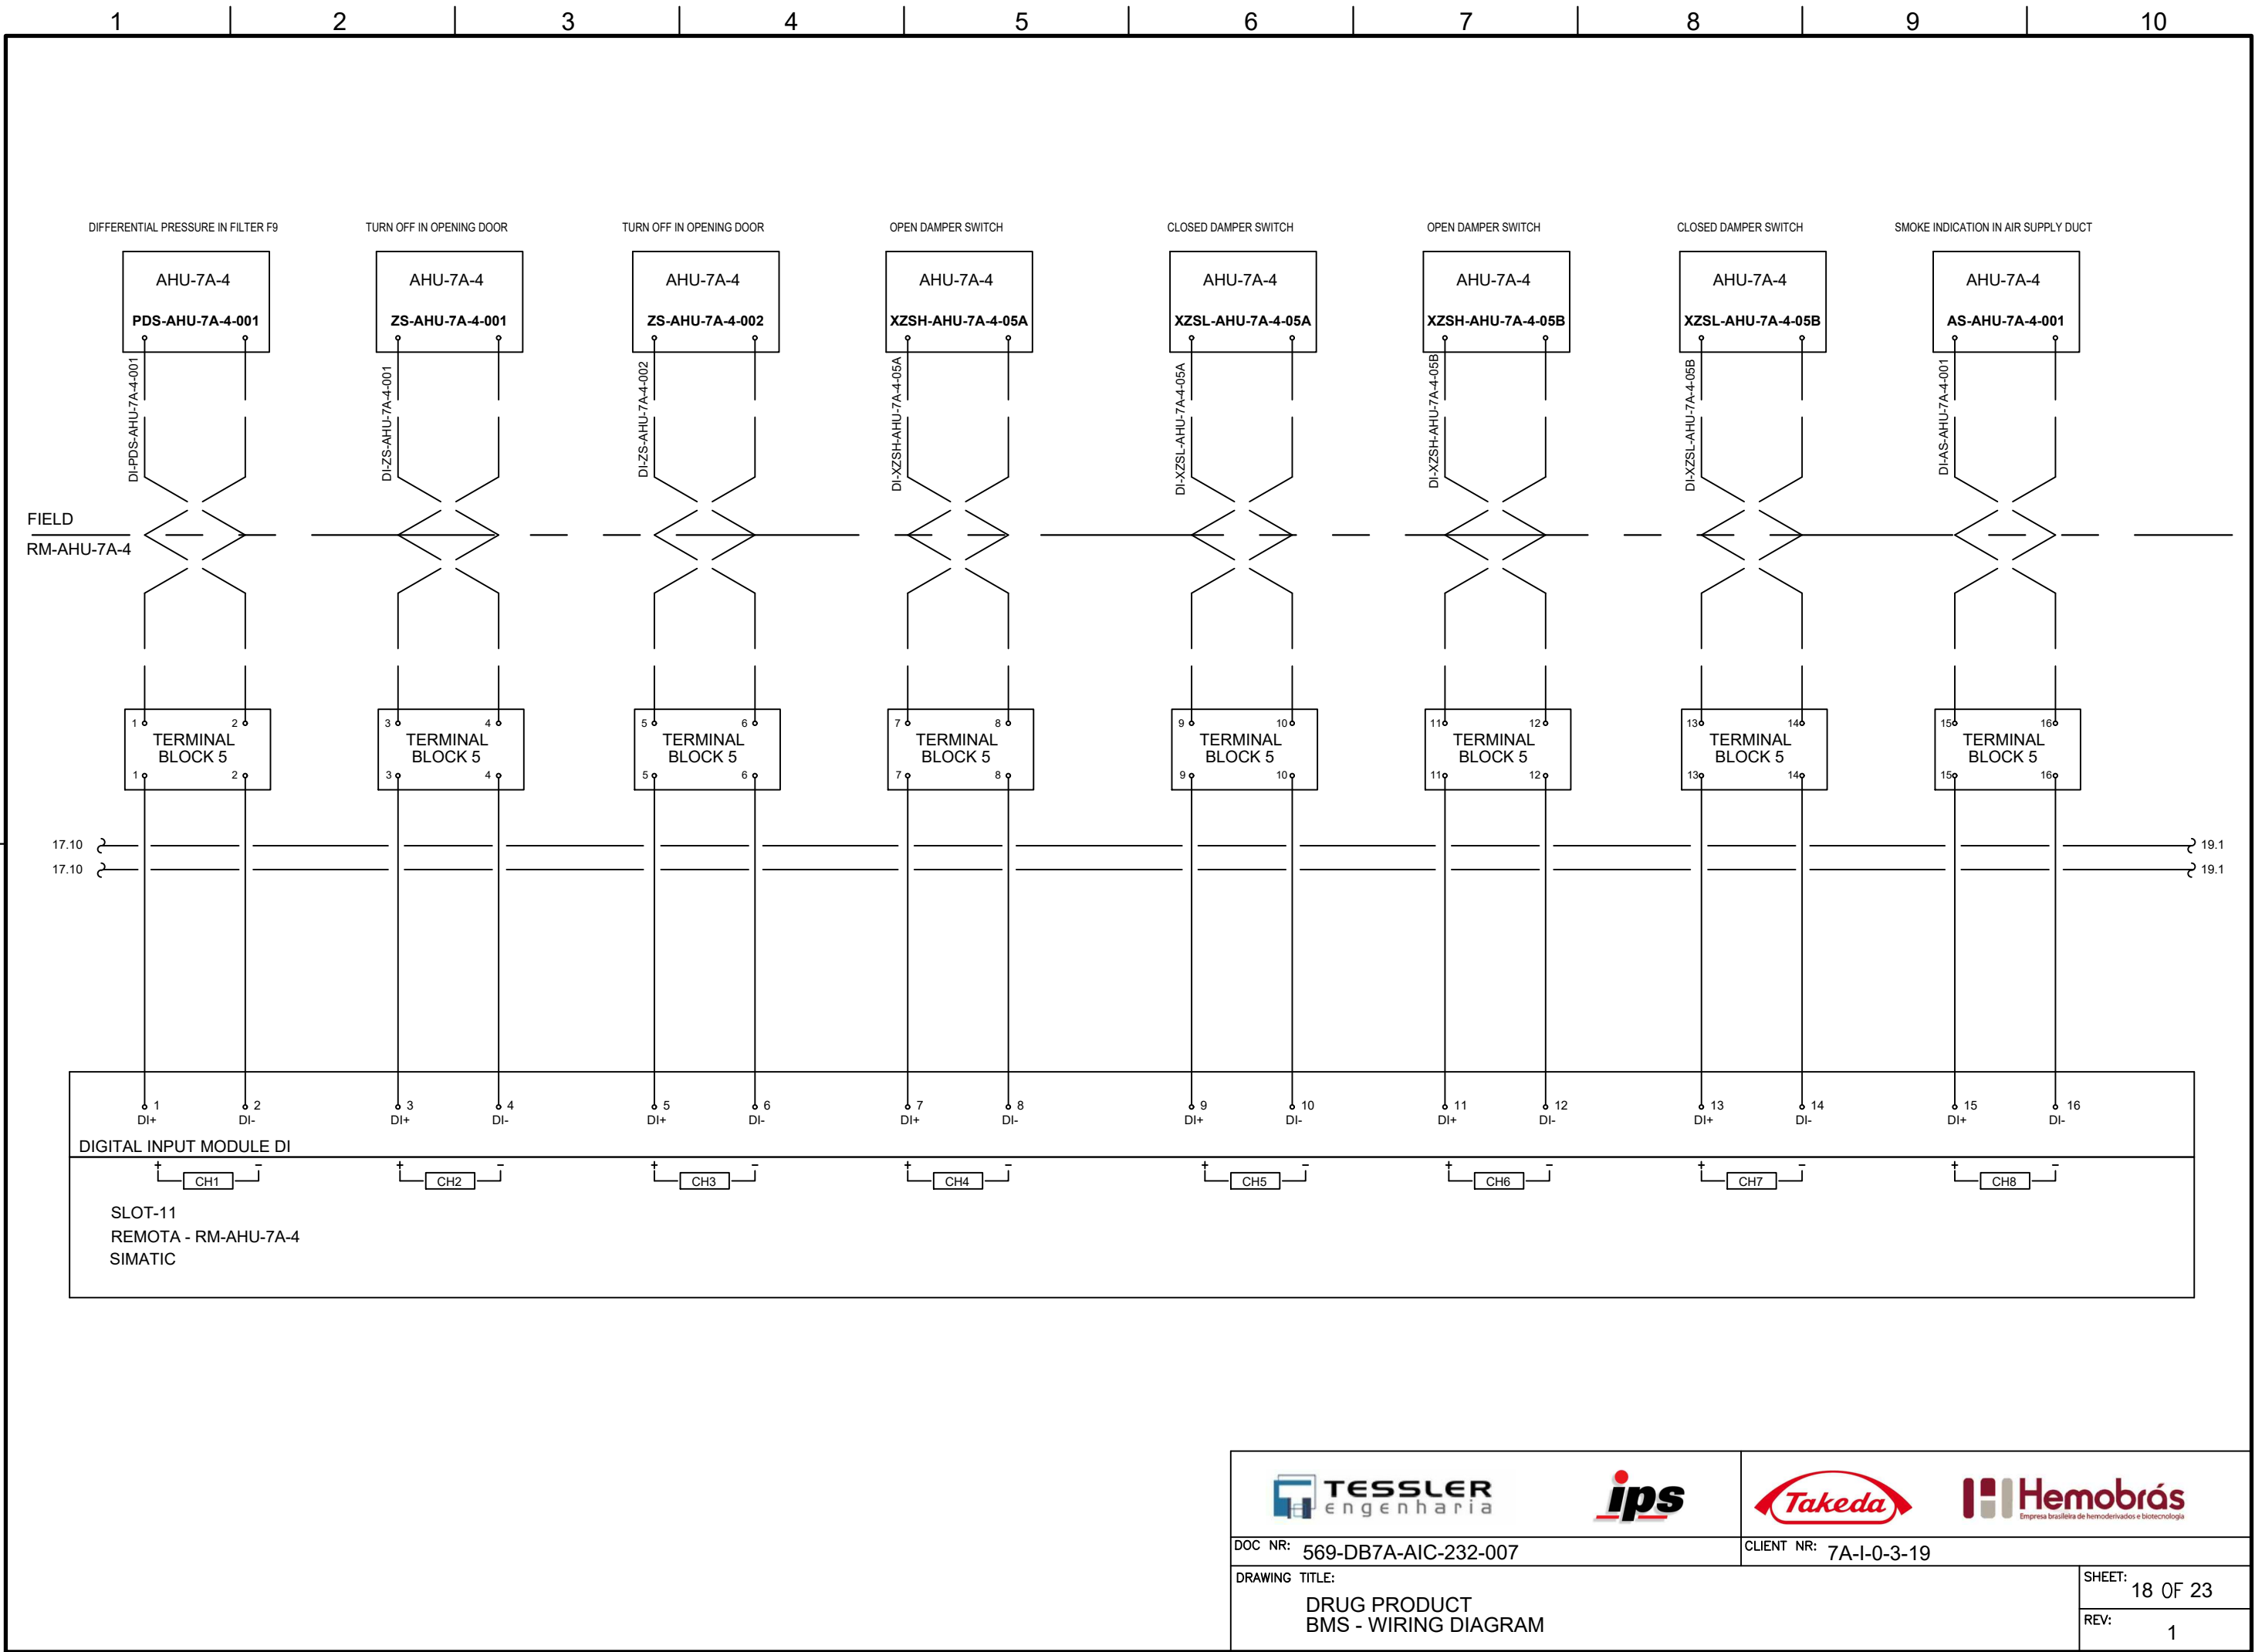 1 2 3 4 5 6 7 8 9 10
DIFFERENTIAL PRESSURE IN FILTER F9
TURN OFF IN OPENING DOOR
TURN OFF IN OPENING DOOR
OPEN DAMPER SWITCH
CLOSED DAMPER SWITCH
OPEN DAMPER SWITCH
CLOSED DAMPER SWITCH
SMOKE INDICATION IN AIR SUPPLY DUCT
AHU-7A-4
PDS-AHU-7A-4-001
AHU-7A-4
ZS-AHU-7A-4-001
AHU-7A-4
ZS-AHU-7A-4-002
AHU-7A-4
XZSH-AHU-7A-4-05A
AHU-7A-4
XZSL-AHU-7A-4-05A
AHU-7A-4
XZSH-AHU-7A-4-05B
AHU-7A-4
XZSL-AHU-7A-4-05B
AHU-7A-4
AS-AHU-7A-4-001
DI-PDS-AHU-7A-4-001
DI-ZS-AHU-7A-4-001
DI-ZS-AHU-7A-4-002
DI-XZSH-AHU-7A-4-05A
DI-XZSL-AHU-7A-4-05A
DI-XZSH-AHU-7A-4-05B
DI-XZSL-AHU-7A-4-05B
DI-AS-AHU-7A-4-001
FIELD
RM-AHU-7A-4
1 2
TERMINAL
BLOCK 5
1 2
3 4
TERMINAL
BLOCK 5
3 4
5 6
TERMINAL
BLOCK 5
5 6
7 8
TERMINAL
BLOCK 5
7 8
9 10
TERMINAL
BLOCK 5
9 10
11 12
TERMINAL
BLOCK 5
11 12
13 14
TERMINAL
BLOCK 5
13 14
15 16
TERMINAL
BLOCK 5
15 16
17.10 19.1
17.10 19.1
1 2 3 4 5 6 7 8 9 10 11 12 13 14 15 16
DI+ DI- DI+ DI- DI+ DI- DI+ DI- DI+ DI- DI+ DI- DI+ DI- DI+ DI-
DIGITAL INPUT MODULE DI
+ - + - + - + - + - + - + - + -
CH1 CH2 CH3 CH4 CH5 CH6 CH7 CH8
SLOT-11
REMOTA - RM-AHU-7A-4
SIMATIC
TESSLER
engenharia
ips
Takeda
Hemobrás
Empresa brasileira de hemoderivados e biotecnologia
DOC NR: 569-DB7A-AIC-232-007
CLIENT NR: 7A-I-0-3-19
DRAWING TITLE:
DRUG PRODUCT
BMS - WIRING DIAGRAM
SHEET: 18 OF 23
REV: 1